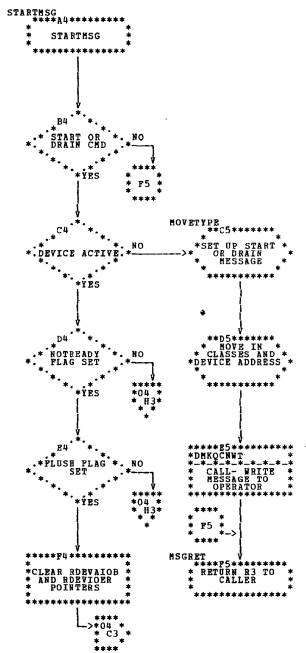 STARTMSG
A4
STARTMSG
B4
START OR
DRAIN CMD
NO
F5
YES
C4
DEVICE ACTIVE
NO
YES
MOVETYPE
C5
SET UP START
OR DRAIN
MESSAGE
D4
NOTREADY
FLAG SET
NO
04
H3
YES
D5
MOVE IN
CLASSES AND
DEVICE ADDRESS
E4
FLUSH FLAG
SET
NO
04
H3
YES
E5
DMKQCNWT
CALL- WRITE
MESSAGE TO
OPERATOR
F5
F4
CLEAR RDEVAIOB
AND RDEVIOER
POINTERS
04
C3
MSGRET
F5
RETURN R3 TO
CALLER